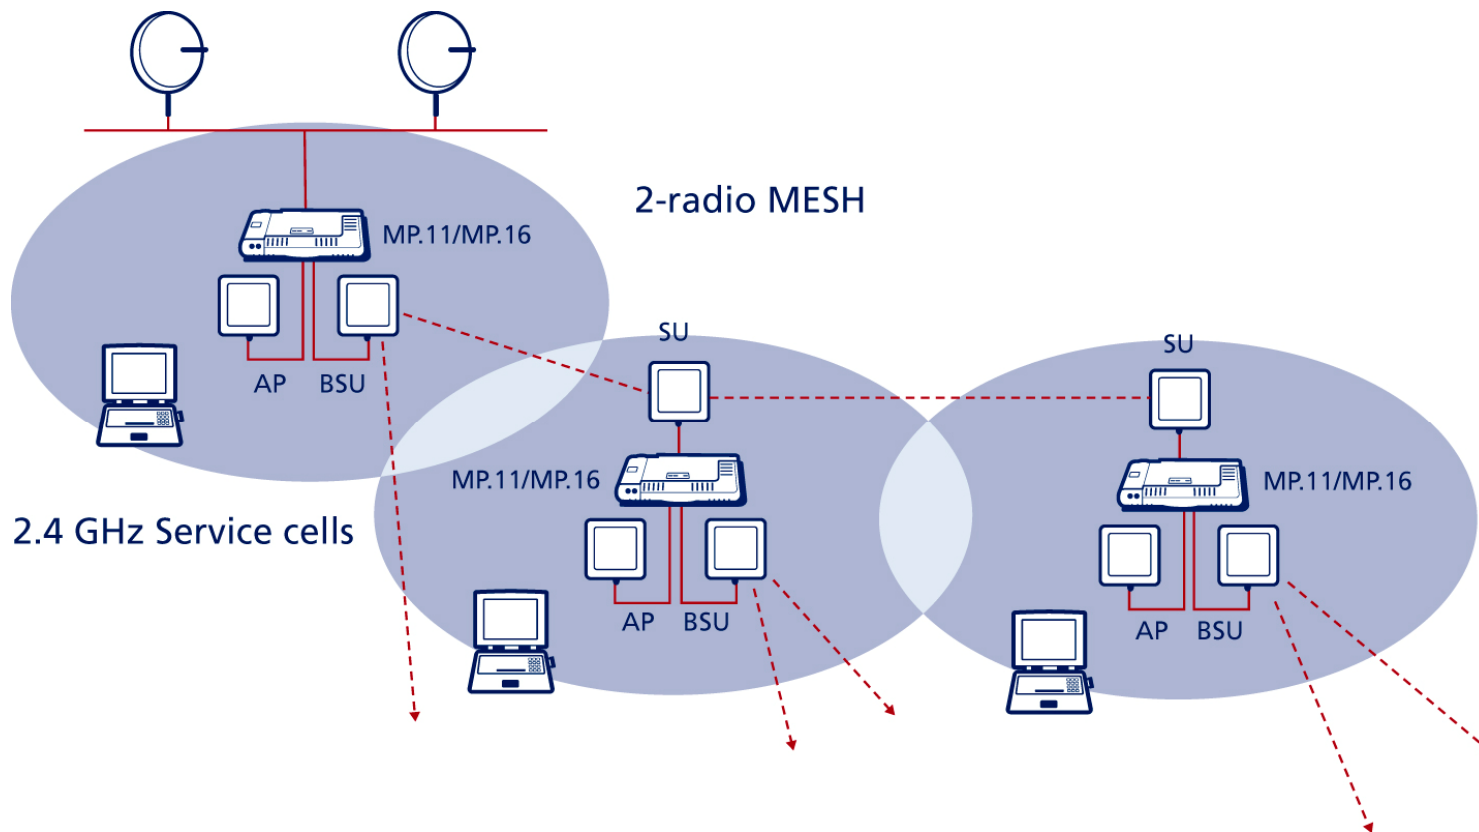 2-radio MESH
MP.11/MP.16
AP
BSU
SU
SU
MP.11/MP.16
MP.11/MP.16
2.4 GHz Service cells
AP
BSU
AP
BSU